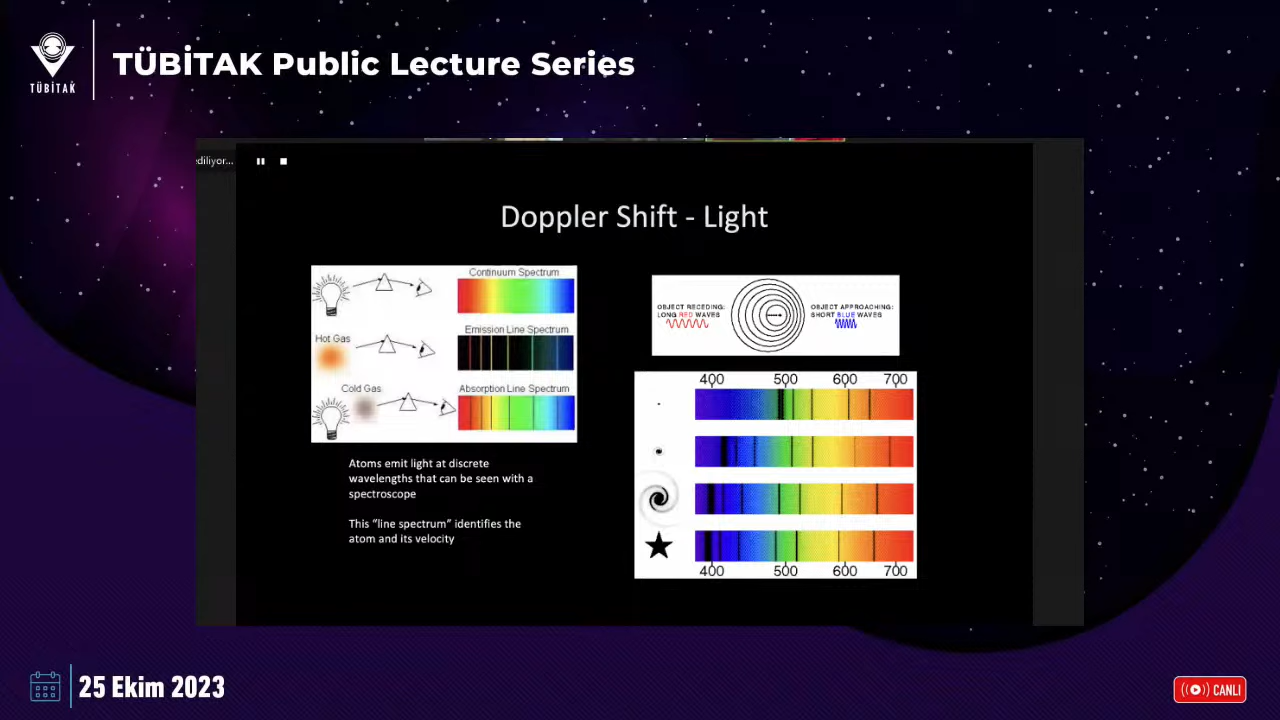 TÜBİTAK
TÜBİTAK Public Lecture Series
ediliyor...
Doppler Shift - Light
Continuum Spectrum
Emission Line Spectrum
Hot Gas
Cold Gas
Absorption Line Spectrum
Atoms emit light at discrete
wavelengths that can be seen with a
spectroscope
This “line spectrum” identifies the
atom and its velocity
OBJECT RECEDING:
LONG RED WAVES
OBJECT APPROACHING:
SHORT BLUE WAVES
400 500 600 700
400 500 600 700
25 Ekim 2023
CANLI